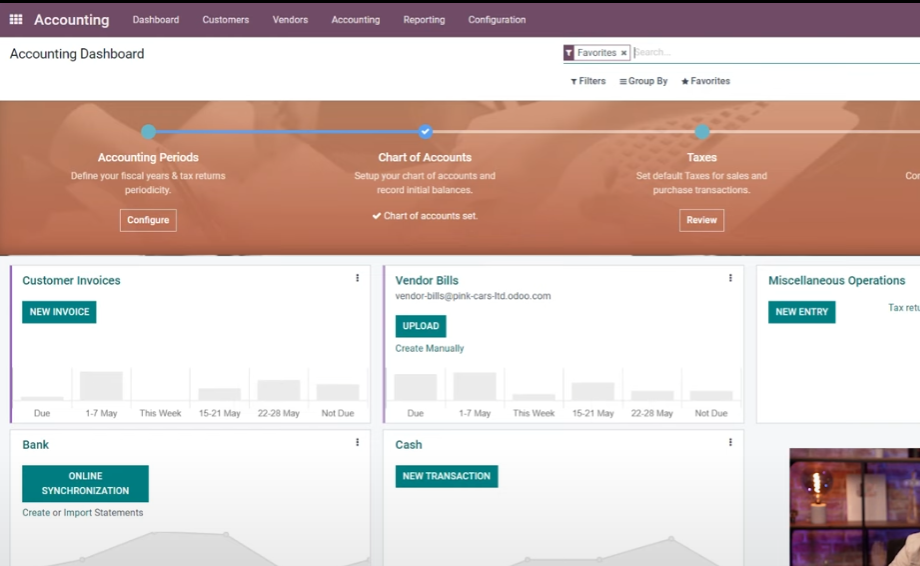 Accounting Dashboard Customers Vendors Accounting Reporting Configuration
Accounting Dashboard
Favorites × Search...
Filters Group By Favorites
Accounting Periods
Define your fiscal years & tax returns
periodicity.
Configure
Chart of Accounts
Setup your chart of accounts and
record initial balances.
Chart of accounts set.
Taxes
Set default Taxes for sales and
purchase transactions.
Review
Customer Invoices
NEW INVOICE
Due 1-7 May This Week 15-21 May 22-28 May Not Due
Vendor Bills
vendor-bills@pink-cars-ltd.odoo.com
UPLOAD
Create Manually
Due 1-7 May This Week 15-21 May 22-28 May Not Due
Miscellaneous Operations
NEW ENTRY
Tax
Bank
ONLINE
SYNCHRONIZATION
Create or Import Statements
Cash
NEW TRANSACTION